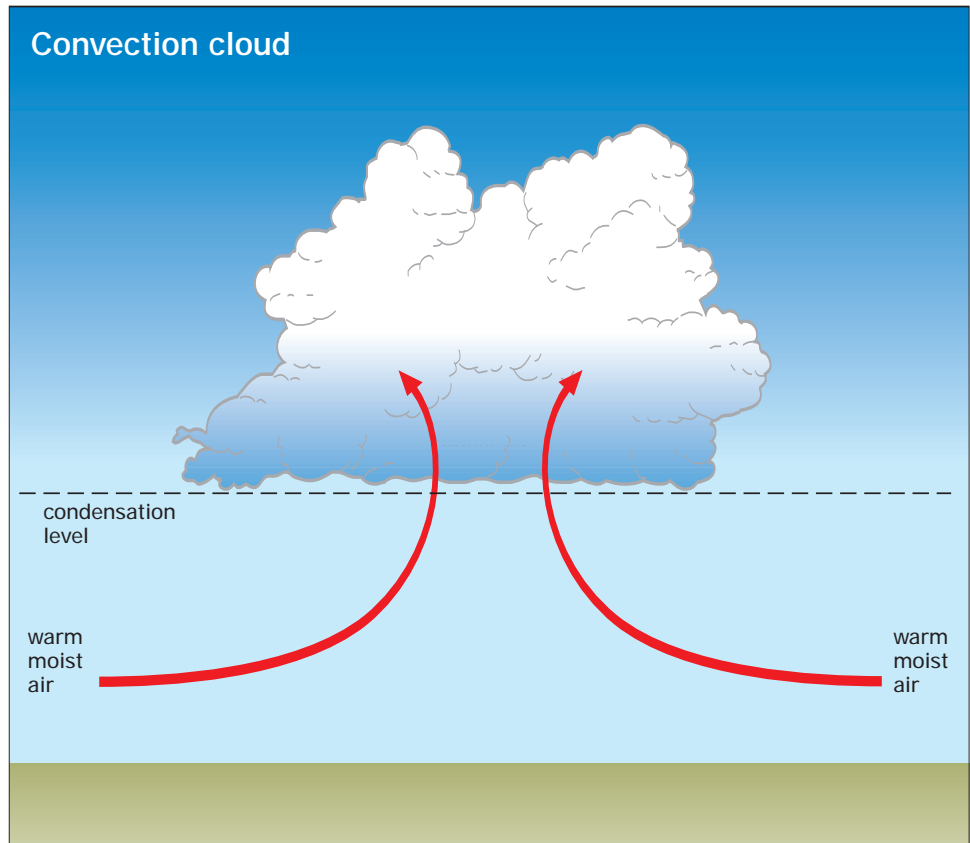 Convection cloud
condensation
level
warm
moist
air
warm
moist
air